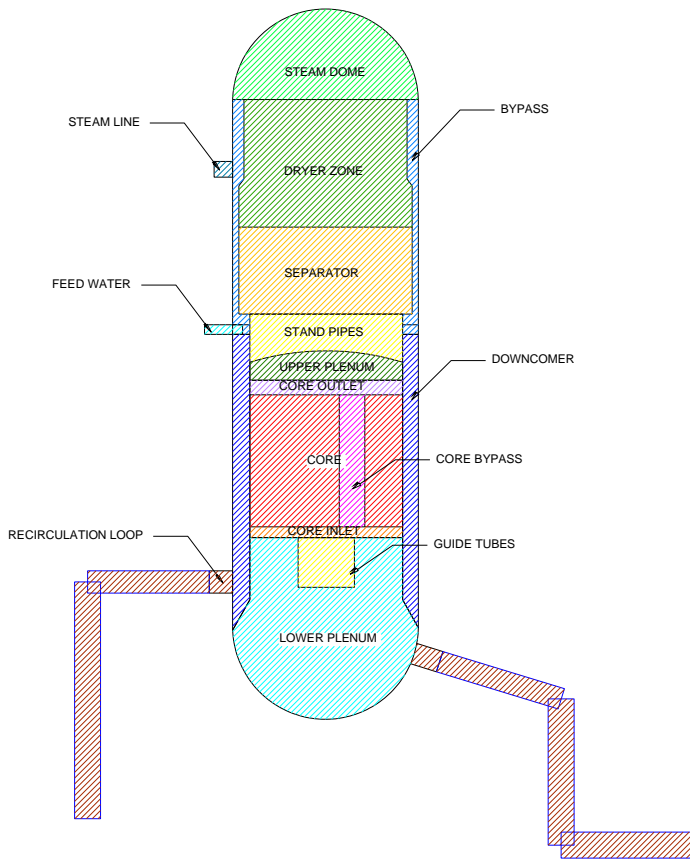 STEAM DOME
STEAM LINE
BYPASS
DRYER ZONE
SEPARATOR
FEED WATER
STAND PIPES
UPPER PLENUM
DOWNCOMER
CORE OUTLET
CORE
CORE BYPASS
CORE INLET
RECIRCULATION LOOP
GUIDE TUBES
LOWER PLENUM